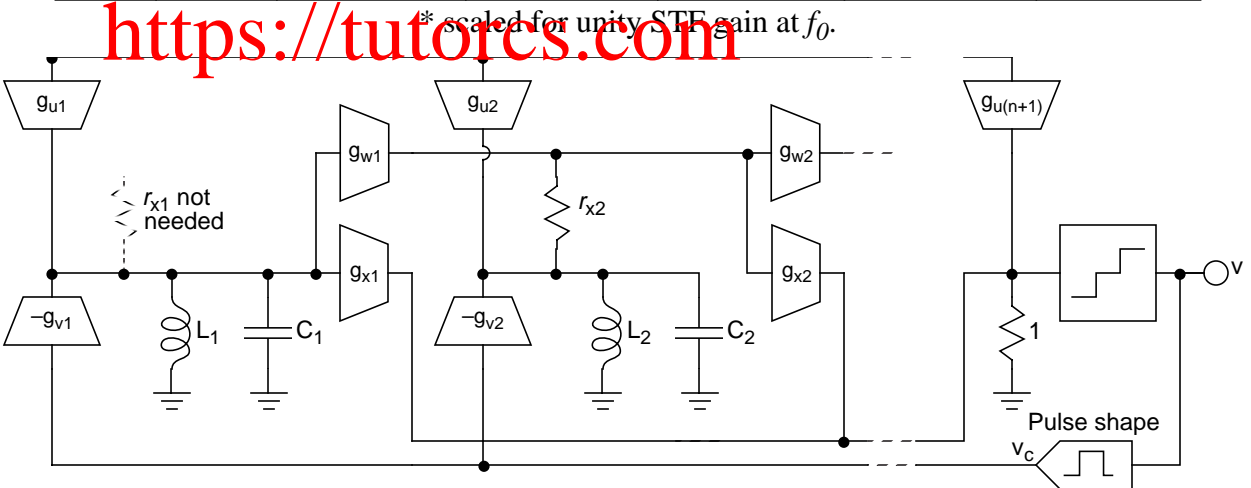 * scaled for unity STF gain at f0.
https://tutorcs.com
gu1
gu2
gu(n+1)
gw1
gw2
rx1 not
needed
rx2
gx1
gx2
v
–gv1
L1
C1
–gv2
L2
C2
1
Pulse shape
vc